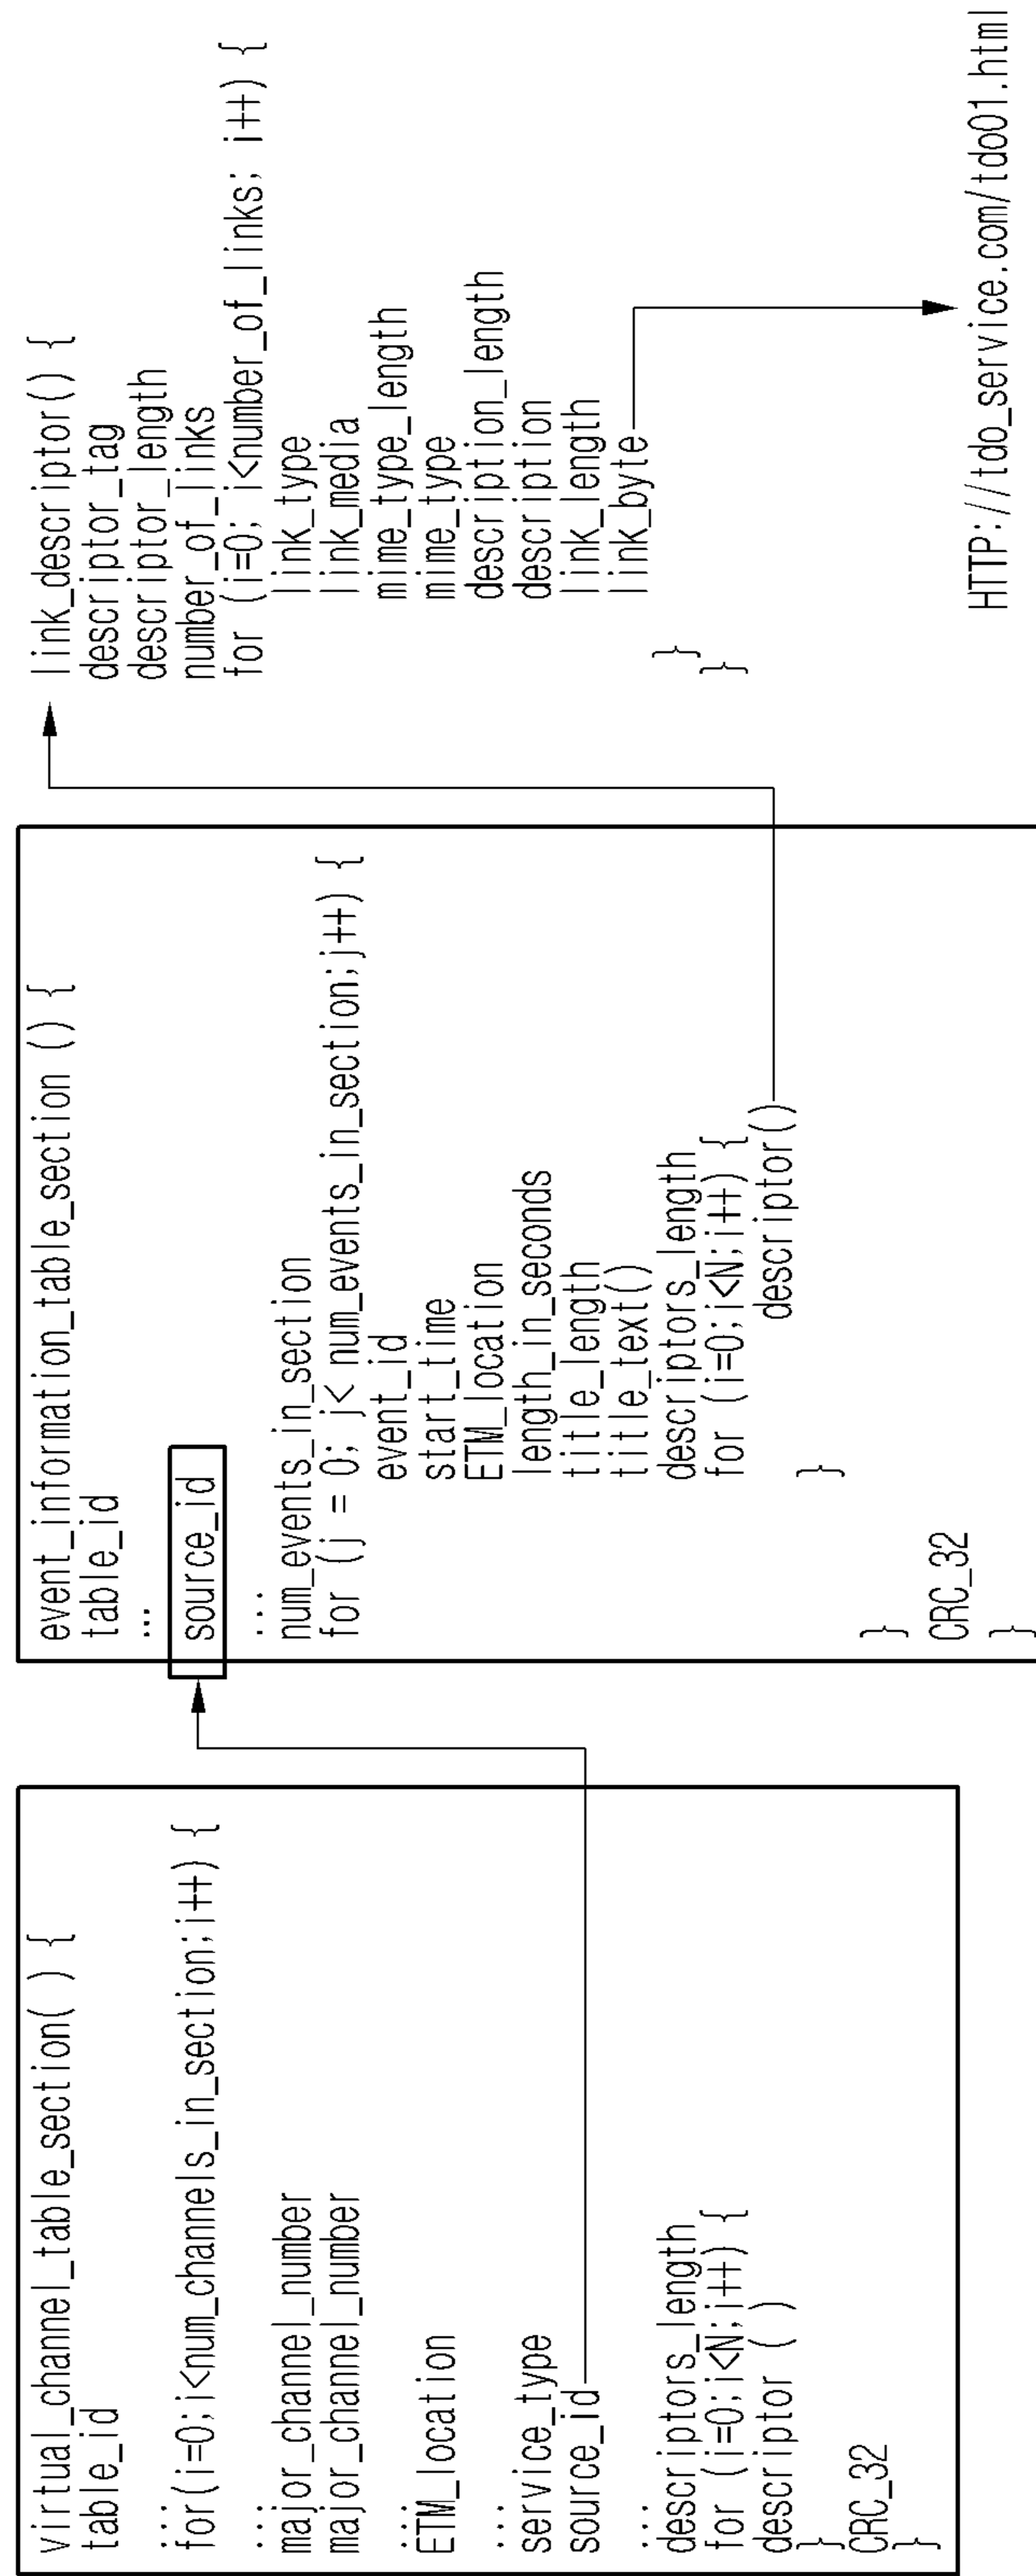 virtual_channel_table_section( ) {
table_id
...
for(i=0;i<num_channels_in_section;i++) {
...
major_channel_number
major_channel_number
...
ETM_location
...
service_type
source_id
...
descriptors_length
for (i=0;i<N;i++) {
descriptor ( )
}
CRC_32
}
event_information_table_section () {
table_id
...
source_id
...
num_events_in_section
for (j = 0; j< num_events_in_section;j++) {
event_id
start_time
ETM_location
length_in_seconds
title_length
title_text()
descriptors_length
for (i=0;i<N;i++) {
descriptor()
}
}
CRC_32
}
link_descriptor() {
descriptor_tag
descriptor_length
number_of_links
for (i=0; i<number_of_links; i++) {
link_type
link_media
mime_type_length
mime_type
description_length
description
link_length
link_byte
}
}
HTTP://tdo_service.com/tdo01.html